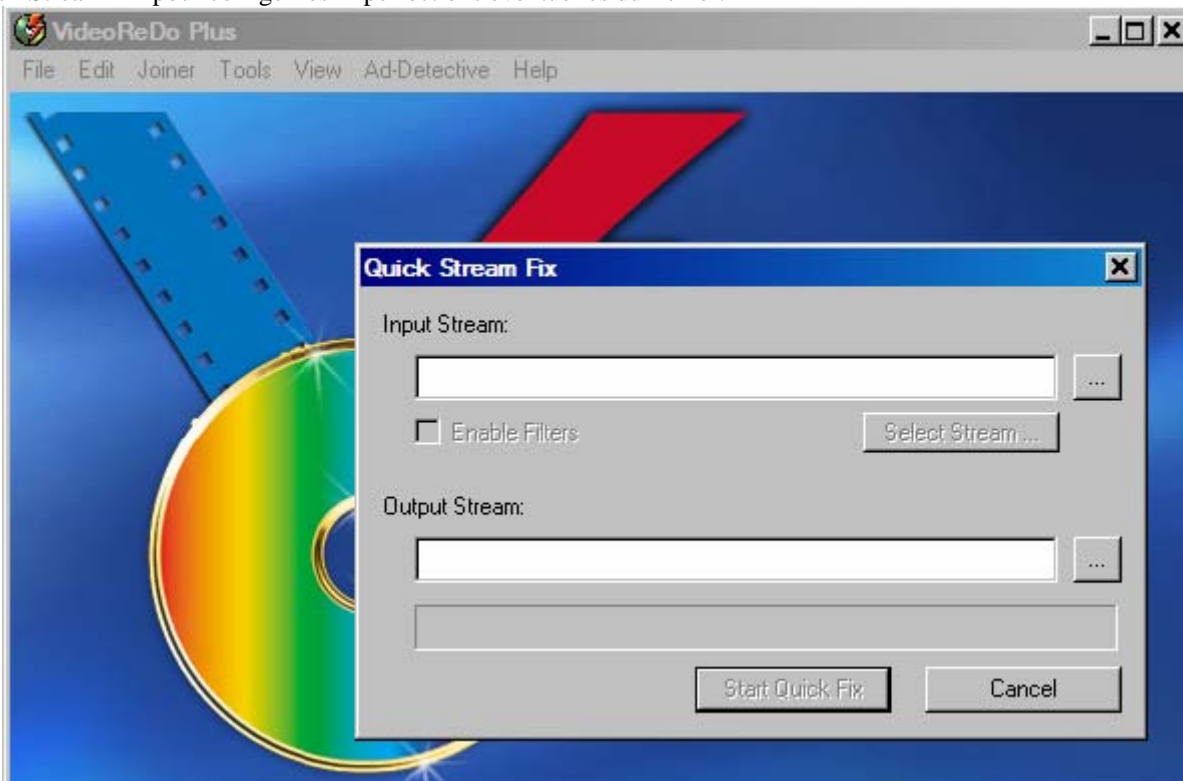 VideoReDo Plus
File Edit Joiner Tools View Ad-Detective Help
Quick Stream Fix
Input Stream:
...
Enable Filters
Select Stream ...
Output Stream:
...
Start Quick Fix
Cancel